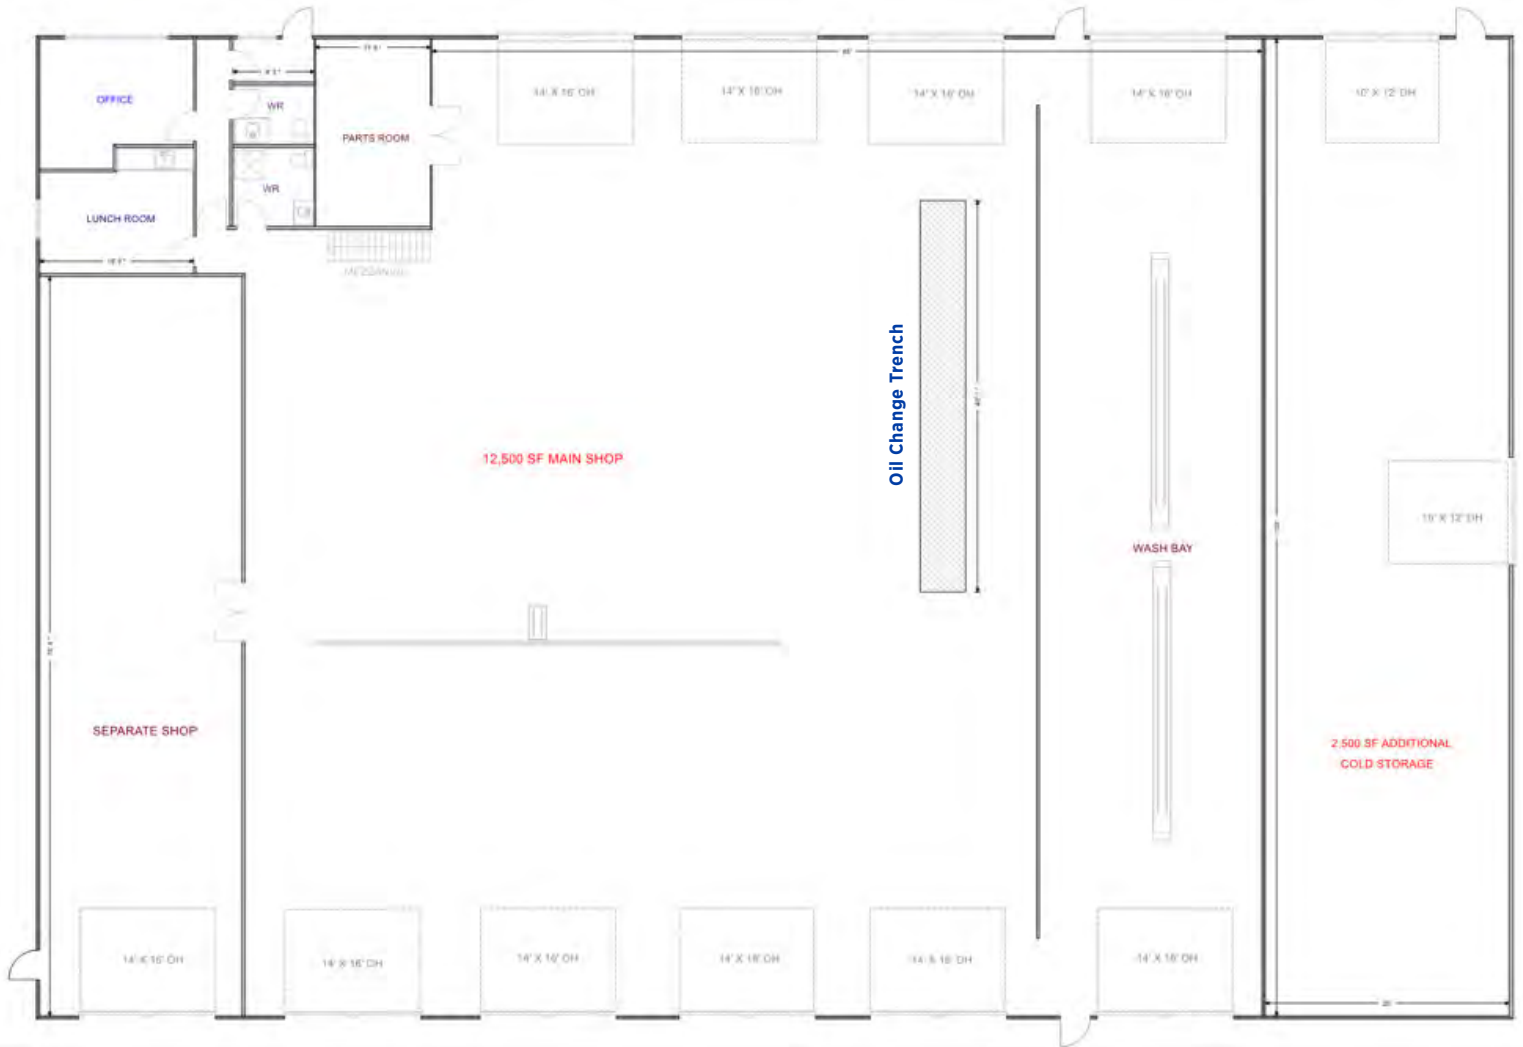 OFFICE
WR
PARTS ROOM
14' X 16' OH
14' X 16' OH
14' X 16' OH
14' X 16' OH
10' X 12' OH
WR
LUNCH ROOM
MEZZANINE
Oil Change Trench
12,500 SF MAIN SHOP
WASH BAY
SEPARATE SHOP
2,500 SF ADDITIONAL
COLD STORAGE
14' X 16' OH
14' X 16' OH
14' X 16' OH
14' X 16' OH
14' X 16' OH
14' X 16' OH
25'